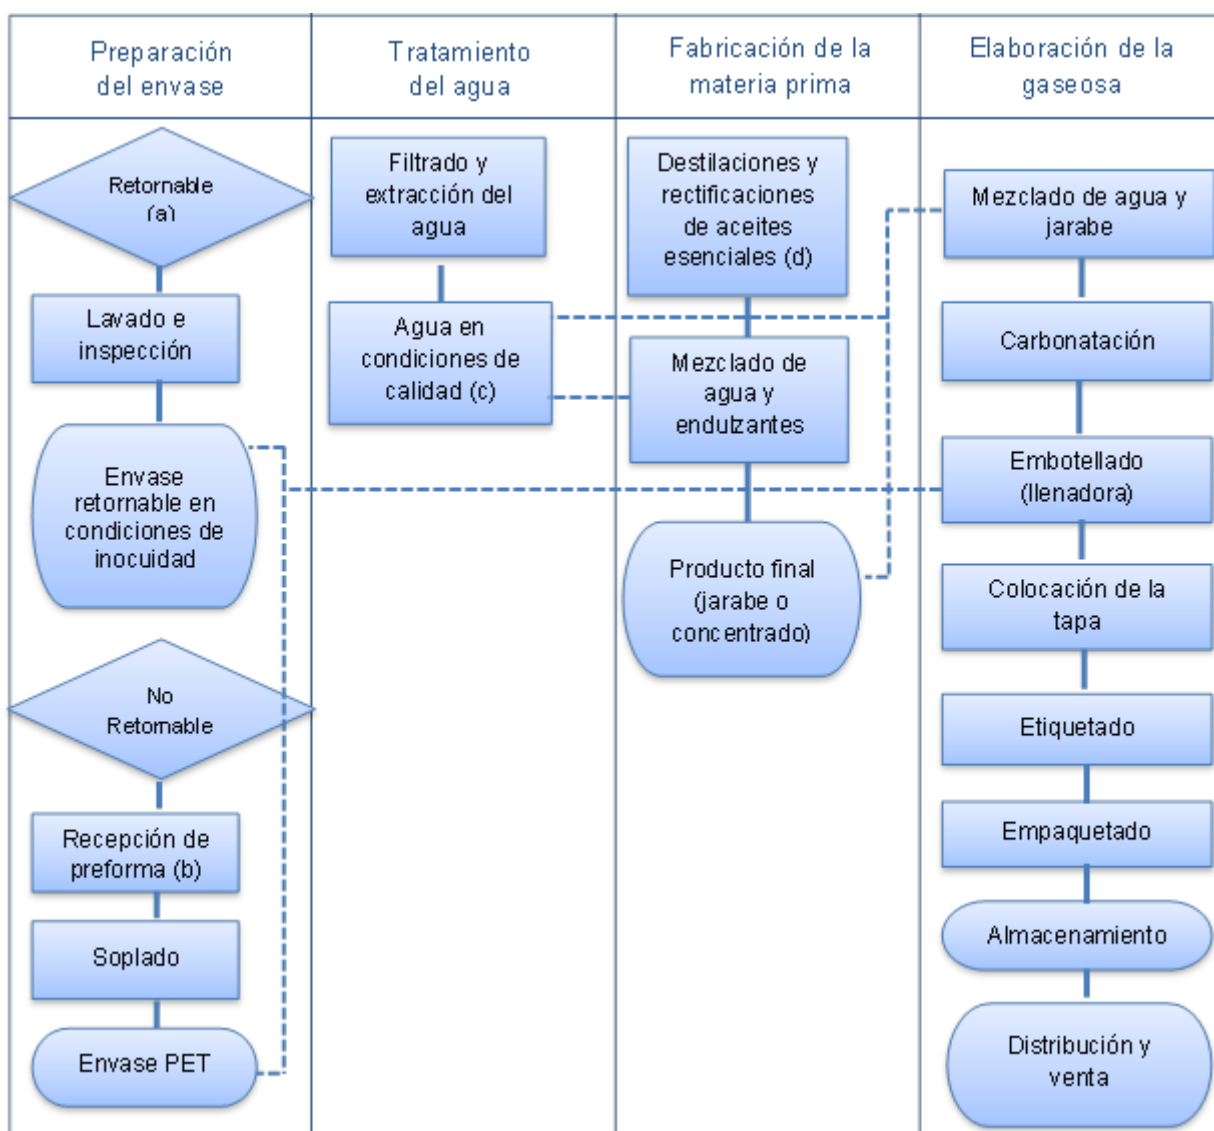 Preparación
del envase
Tratamiento
del agua
Fabricación de la
materia prima
Elaboración de la
gaseosa
Retornable
(a)
Lavado e
inspección
Envase
retornable en
condiciones de
inocuidad
No
Retornable
Recepción de
preforma (b)
Soplado
Envase PET
Filtrado y
extracción del
agua
Agua en
condiciones de
calidad (c)
Destilaciones y
rectificaciones
de aceites
esenciales (d)
Mezclado de
agua y
endulzantes
Producto final
(jarabe o
concentrado)
Mezclado de agua y
jarabe
Carbonatación
Embotellado
(llenadora)
Colocación de la
tapa
Etiquetado
Empaquetado
Almacenamiento
Distribución y
venta